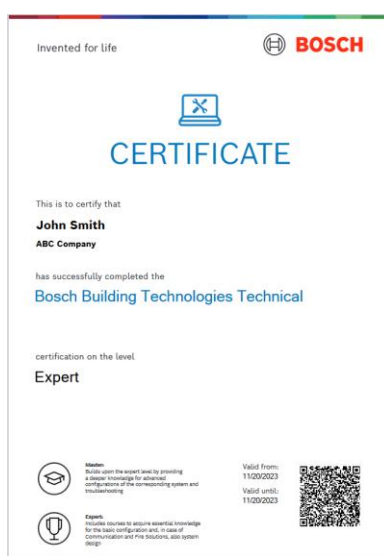 Invented for life
BOSCH
CERTIFICATE
This is to certify that
John Smith
ABC Company
has successfully completed the
Bosch Building Technologies Technical
certification on the level
Expert
Master:
Builds upon the expert level by providing
a deeper knowledge for advanced
configurations of the corresponding system and
troubleshooting
Valid from:
11/20/2023
Valid until:
11/20/2023
Expert:
Includes courses to acquire essential knowledge
for the basic configuration and, in case of
Communication and Fire Solutions, also system
design